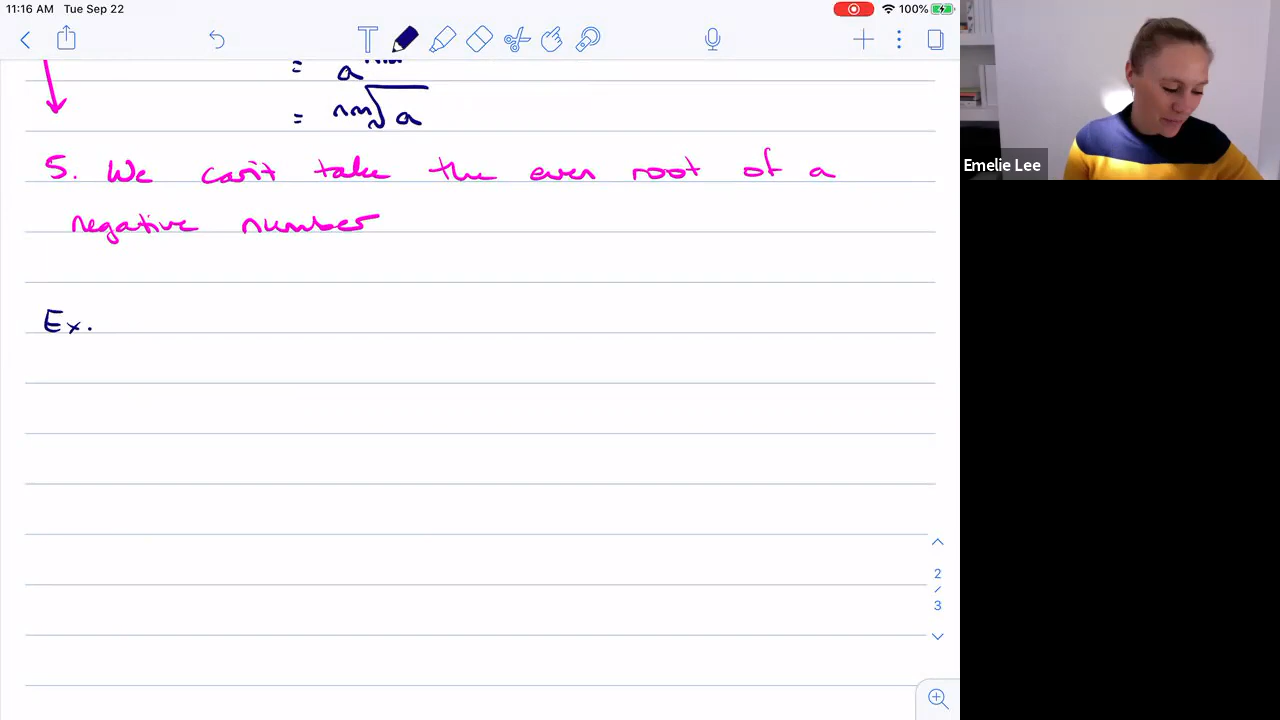 11:16 AM Tue Sep 22
100%
T
= a
= nm√a
5. We can't take the even root of a
negative number
Ex.
Emelie Lee
2
/
3